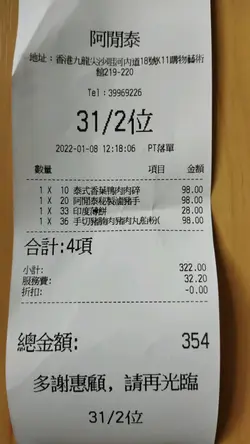 阿閒泰
地址:香港九龍尖沙咀河內道18號K11購物藝術
館219-220
Tel:39969226
31/2位
2022-01-08 12:18:06 PT落單
數量 項目 金額
1 X 10 泰式香葉鴨肉肉碎 98.00
1 X 20 阿閒泰秘製滷豬手 98.00
1 X 33 印度薄餅 28.00
1 X 36 手切豬腩肉豬肉丸船粉( 98.00
合計:4項
小計: 322.00
服務費: 32.20
折扣: -0.00
總金額: 354
多謝惠顧,請再光臨
31/2位